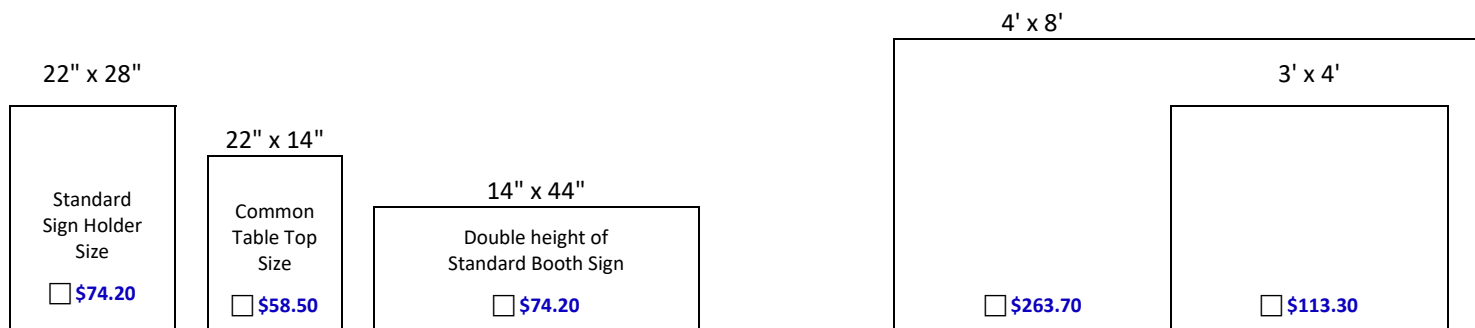 22" x 28"
Standard
Sign Holder
Size
$74.20
22" x 14"
Common
Table Top
Size
$58.50
14" x 44"
Double height of
Standard Booth Sign
$74.20
4' x 8'
$263.70
3' x 4'
$113.30